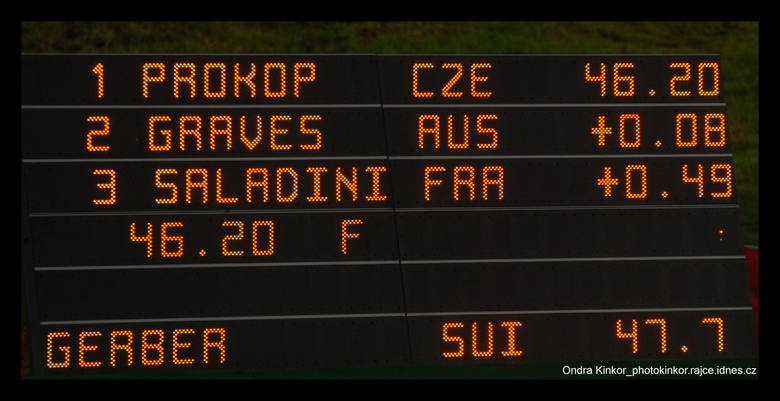 1 PROKOP CZE 46.20
2 GRAVES AUS +0.08
3 SALADINI FRA +0.49
46.20 F :
GERBER SUI 47.7
Ondra Kinkor_photokinkor.rajce.idnes.cz